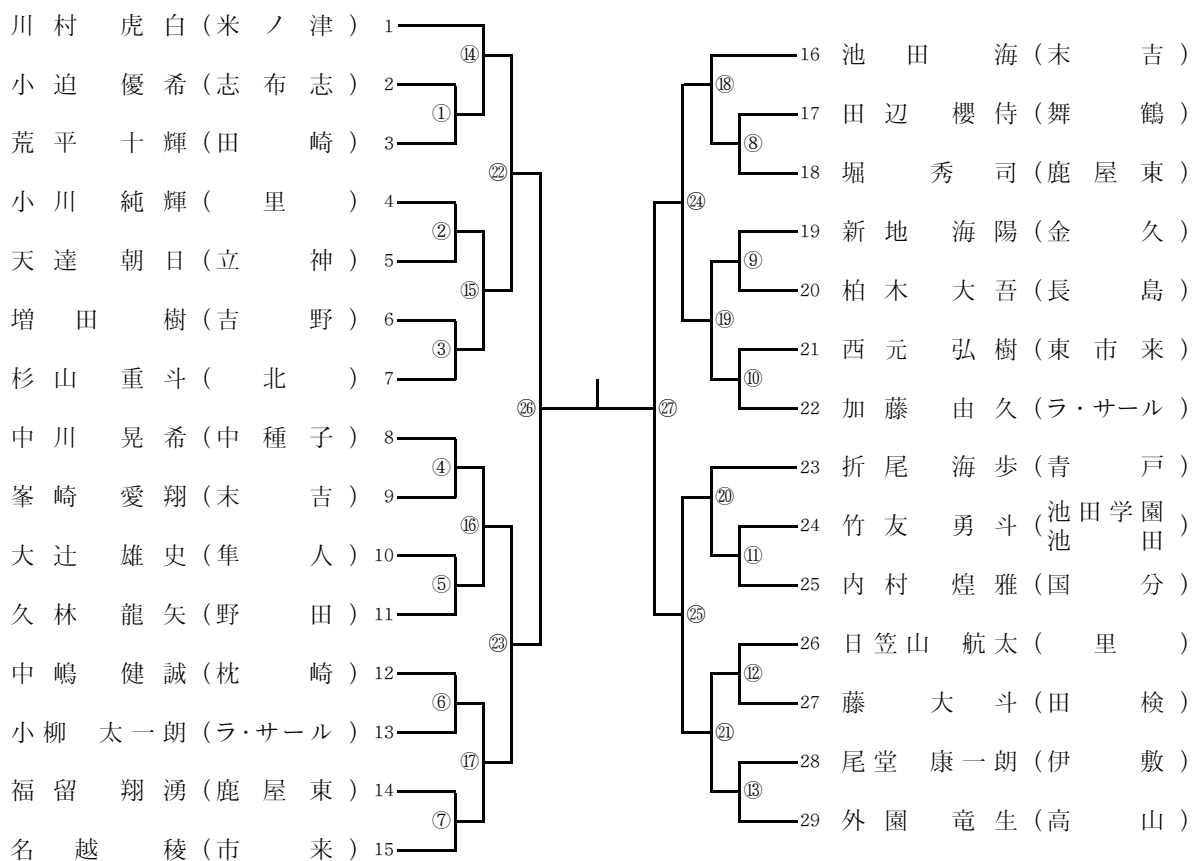 川村 虎白(米ノ津) 1
小迫 優希(志布志) 2
荒平 十輝(田崎) 3
小川 純輝(里) 4
天達 朝日(立神) 5
増田 樹(吉野) 6
杉山 重斗(北) 7
中川 晃希(中種子) 8
峯崎 愛翔(末吉) 9
大辻 雄史(隼人) 10
久林 龍矢(野田) 11
中嶋 健誠(枕崎) 12
小柳 太一朗(ラ・サール) 13
福留 翔湧(鹿屋東) 14
名越 稜(市来) 15
⑭
①
②
⑮
③
㉒
④
⑯
⑤
⑥
⑰
⑦
㉓
㉖
㉗
⑱
⑧
㉔
⑨
⑲
⑩
⑳
⑪
㉕
⑫
㉑
⑬
16 池田 海(末吉)
17 田辺 櫻侍(舞鶴)
18 堀 秀司(鹿屋東)
19 新地 海陽(金久)
20 柏木 大吾(長島)
21 西元 弘樹(東市来)
22 加藤 由久(ラ・サール)
23 折尾 海歩(青戸)
24 竹友 勇斗(池田学園
池田)
25 内村 煌雅(国分)
26 日笠山 航太(里)
27 藤 大斗(田検)
28 尾堂 康一朗(伊敷)
29 外園 竜生(高山)